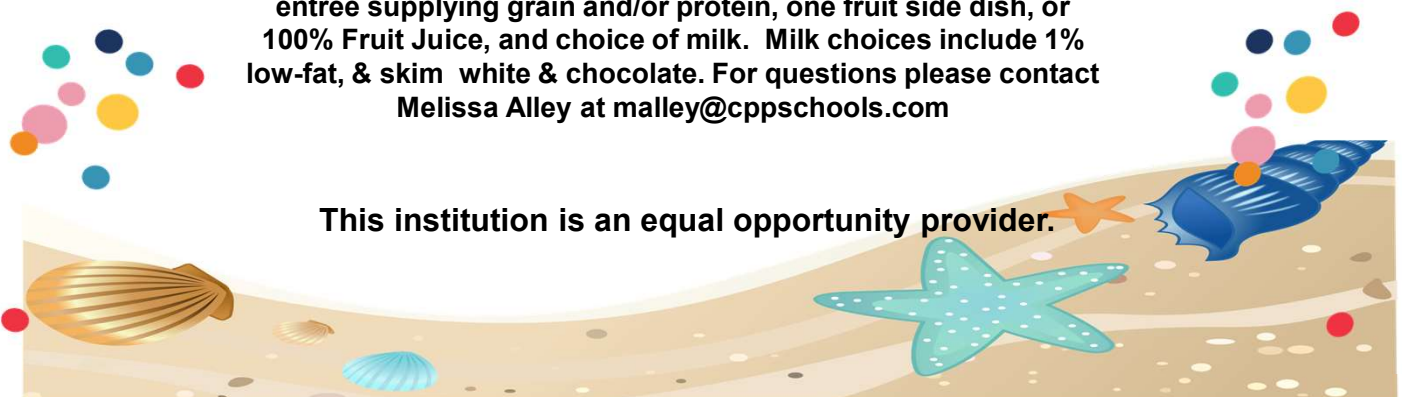 entree supplying grain and/or protein, one fruit side dish, or
100% Fruit Juice, and choice of milk.  Milk choices include 1%
low-fat, & skim  white & chocolate. For questions please contact
Melissa Alley at malley@cppschools.com
This institution is an equal opportunity provider.